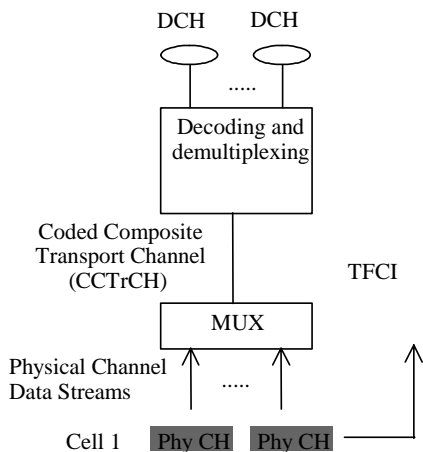 DCH DCH
.....
Decoding and
demultiplexing
Coded Composite
Transport Channel
(CCTrCH)
TFCI
MUX
Physical Channel
Data Streams
.....
Cell 1 Phy CH Phy CH